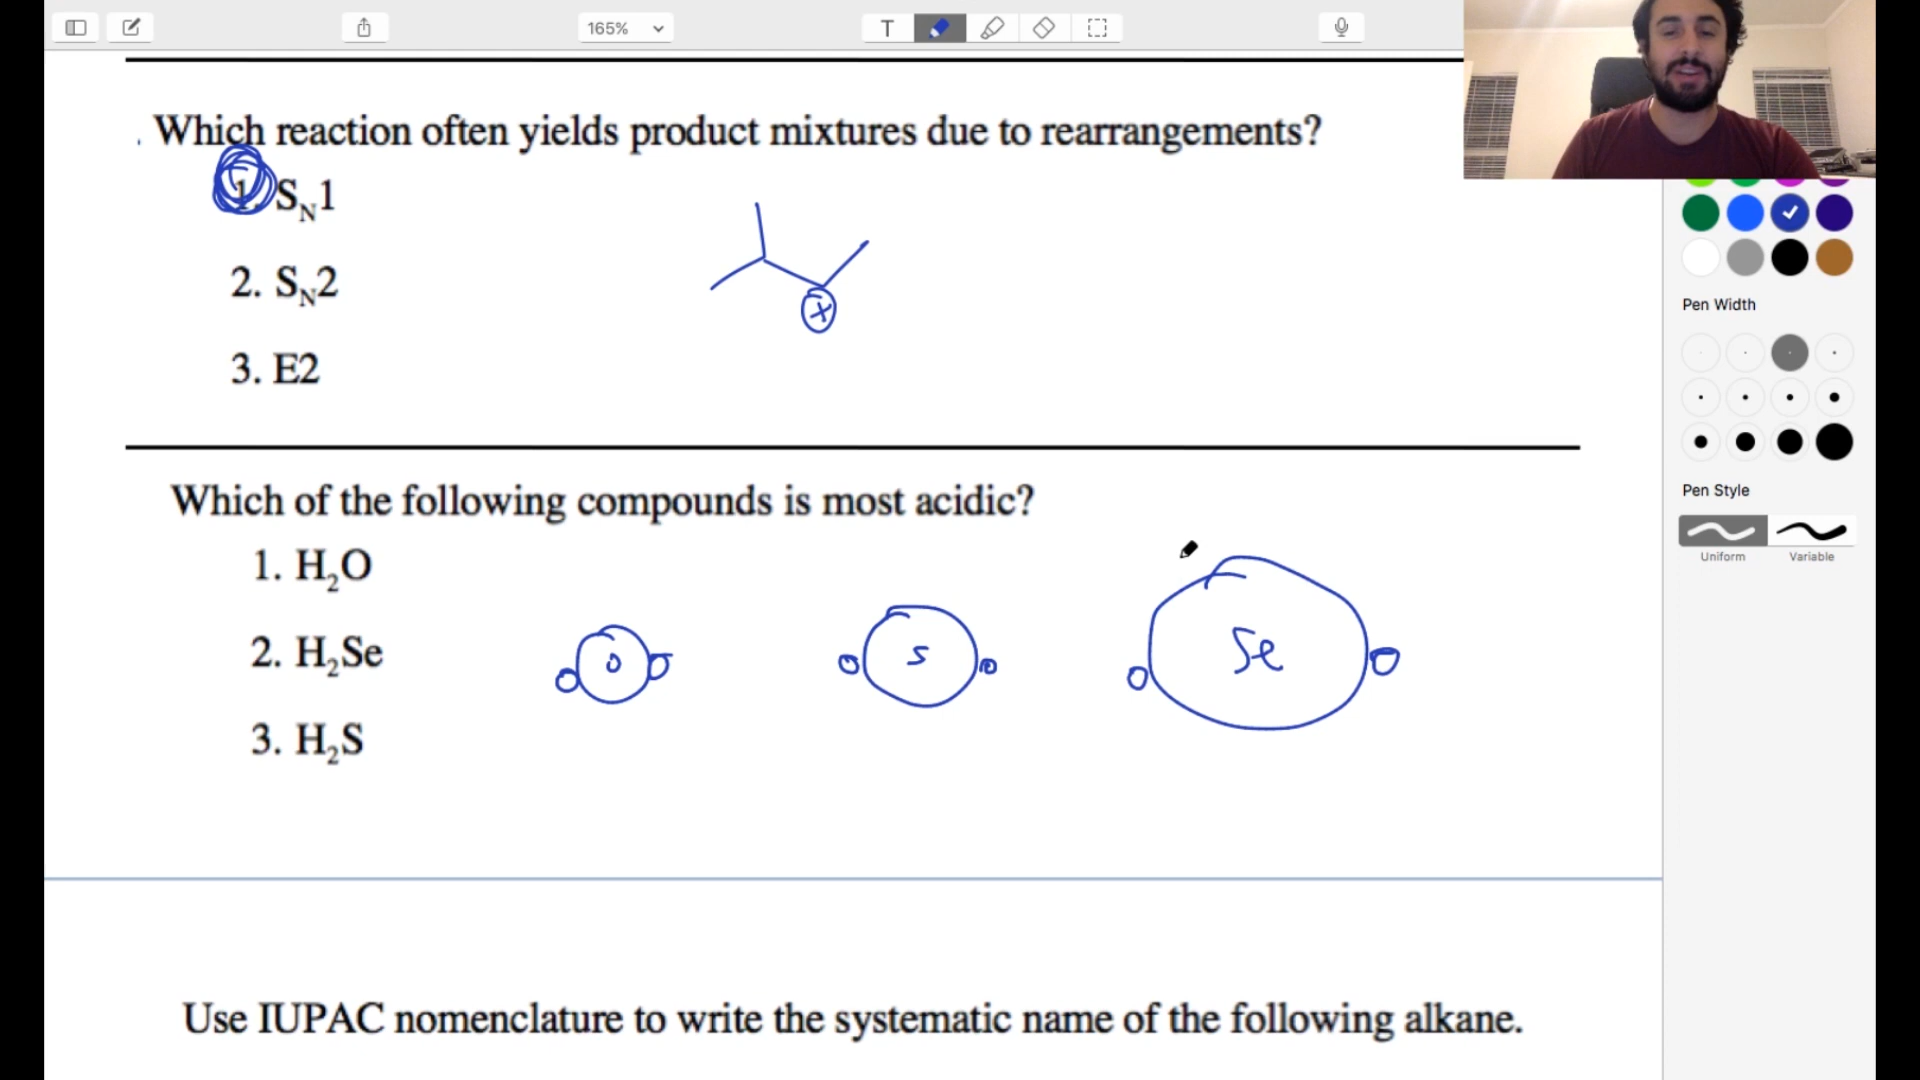 165%
T
Which reaction often yields product mixtures due to rearrangements?
1. SN1
2. SN2
3. E2
+
Pen Width
Pen Style
Uniform Variable
Which of the following compounds is most acidic?
1. H2O
2. H2Se
3. H2S
O S Se
Use IUPAC nomenclature to write the systematic name of the following alkane.